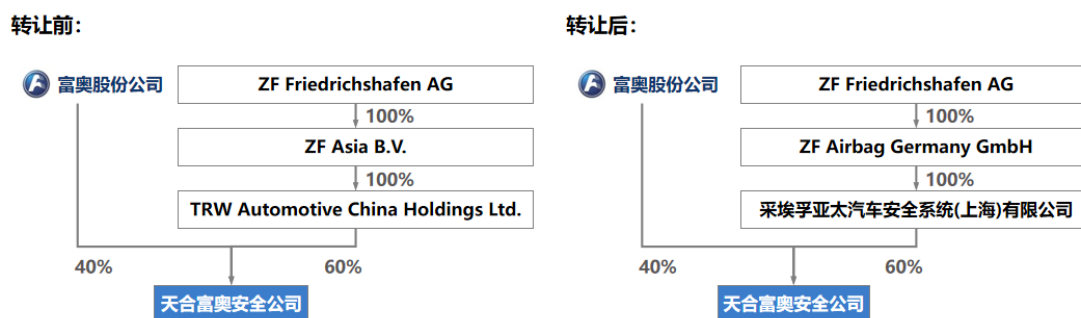 转让前：
富奥股份公司
ZF Friedrichshafen AG
100%
ZF Asia B.V.
100%
TRW Automotive China Holdings Ltd.
40%
60%
天合富奥安全公司
转让后：
富奥股份公司
ZF Friedrichshafen AG
100%
ZF Airbag Germany GmbH
100%
采埃孚亚太汽车安全系统(上海)有限公司
40%
60%
天合富奥安全公司